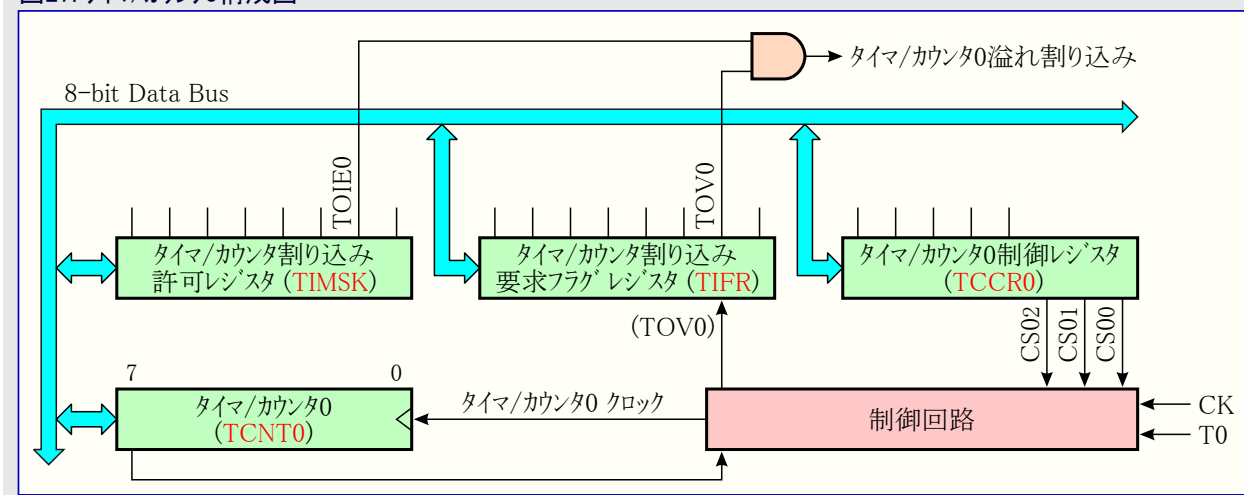 タイマ/カウンタ0溢れ割り込み
8-bit Data Bus
TOIE0
TOV0
タイマ/カウンタ割り込み
許可レジスタ (TIMSK)
タイマ/カウンタ割り込み
要求フラグ レジスタ (TIFR)
タイマ/カウンタ0制御レジスタ
(TCCR0)
(TOV0)
CS02
CS01
CS00
7
0
タイマ/カウンタ0
(TCNT0)
タイマ/カウンタ0 クロック
制御回路
CK
T0